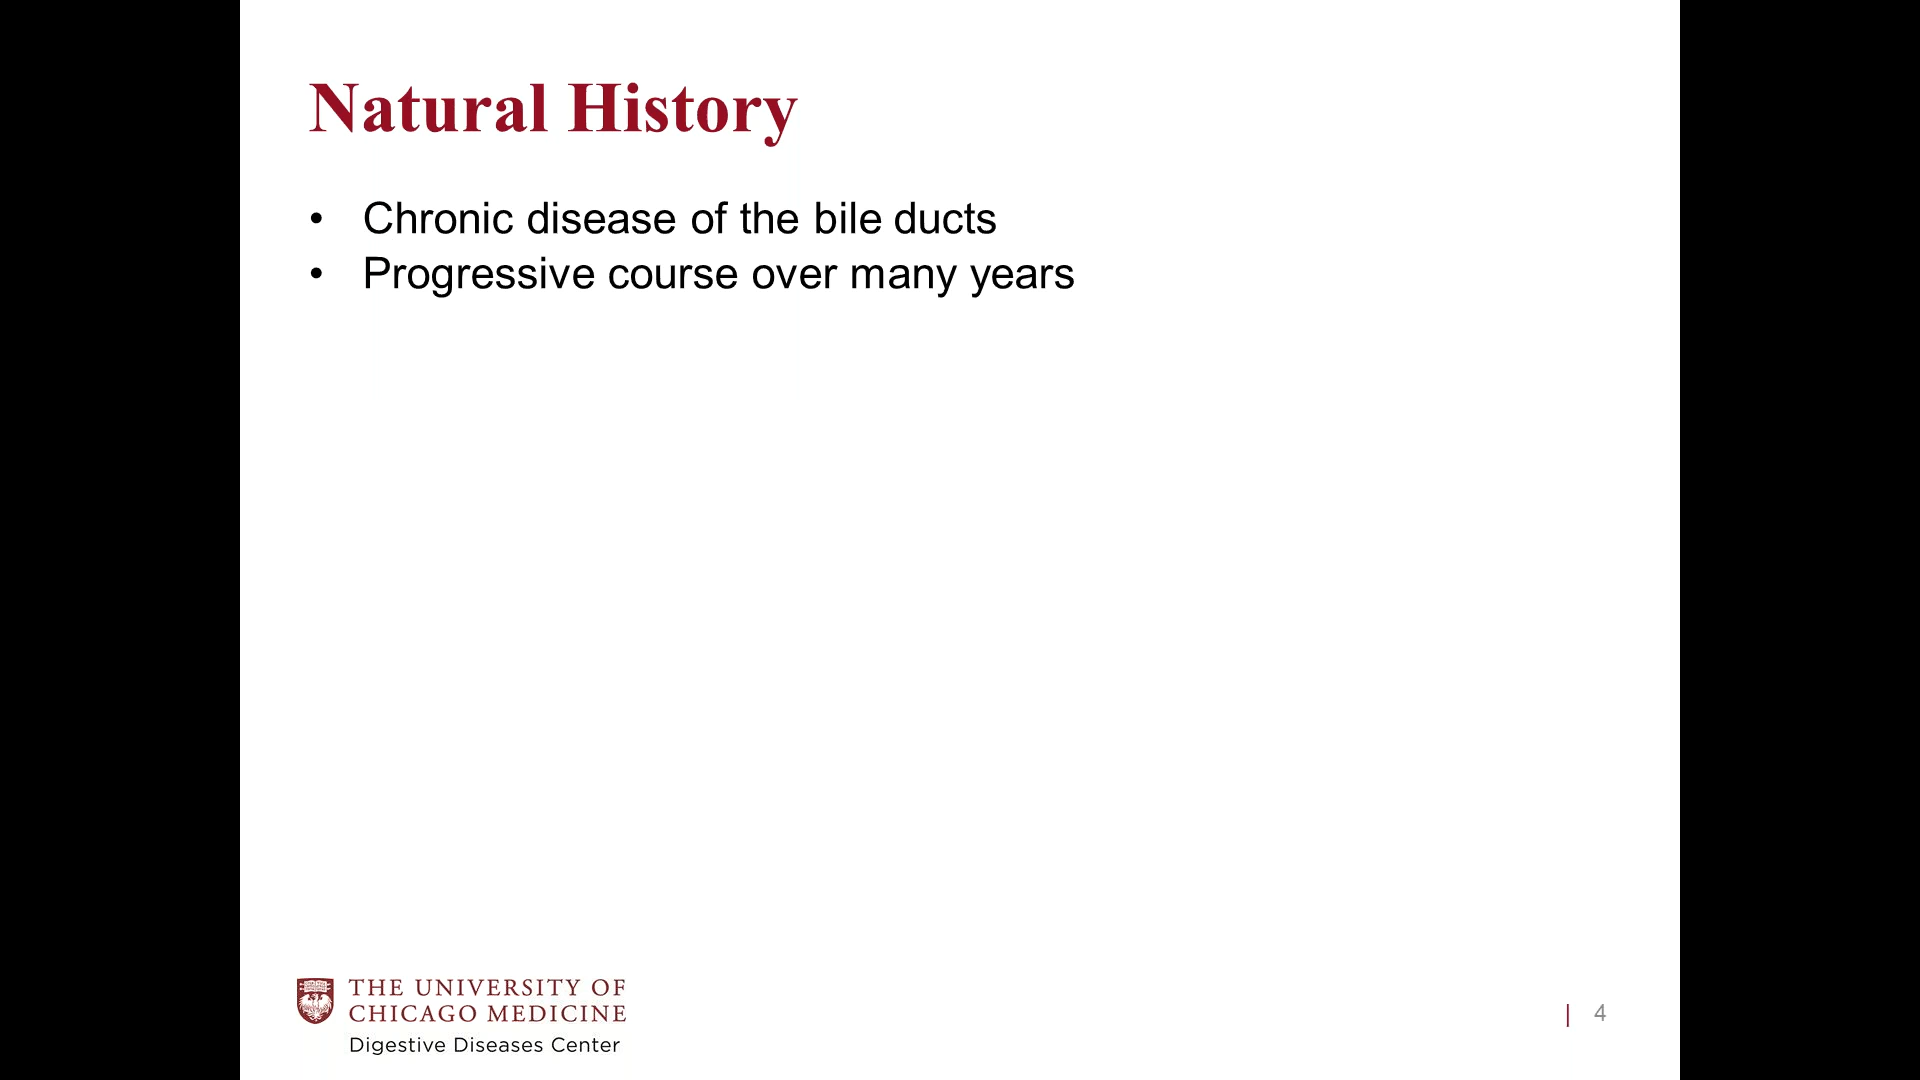 Natural History
• Chronic disease of the bile ducts
• Progressive course over many years
THE UNIVERSITY OF
CHICAGO MEDICINE
Digestive Diseases Center
| 4